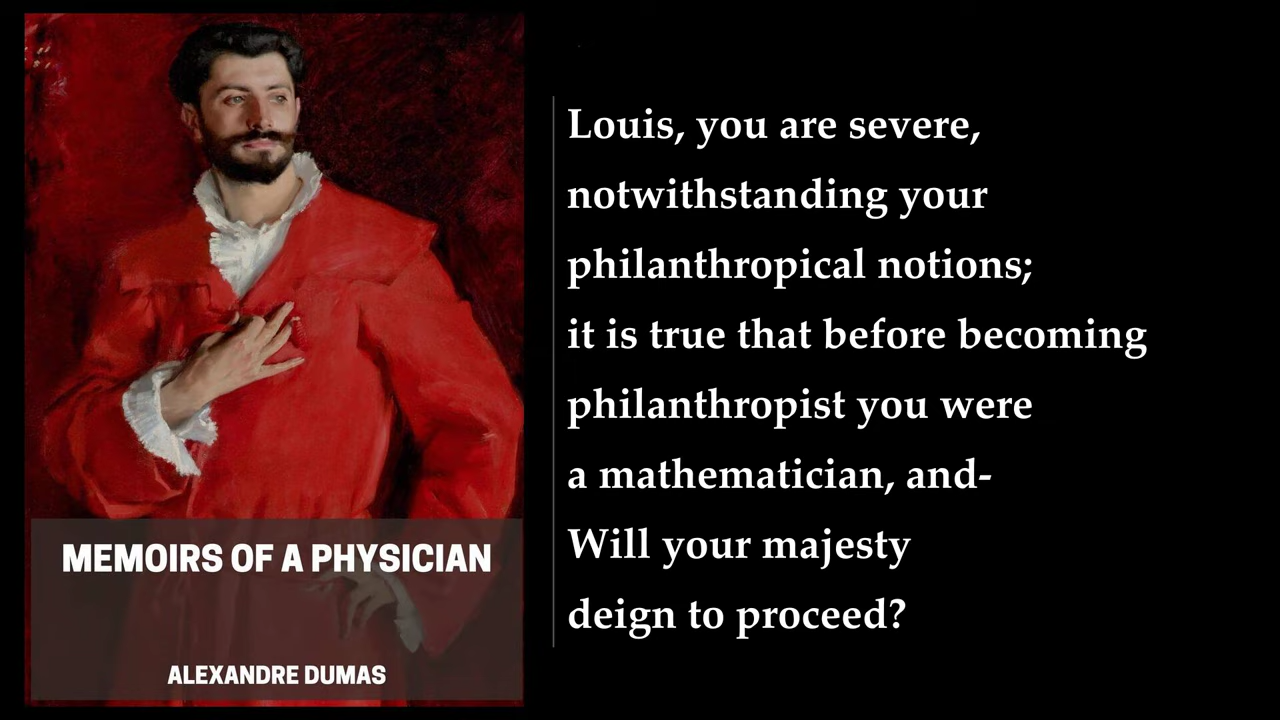 MEMOIRS OF A PHYSICIAN
ALEXANDRE DUMAS
Louis, you are severe,
notwithstanding your
philanthropical notions;
it is true that before becoming
philanthropist you were
a mathematician, and-
Will your majesty
deign to proceed?